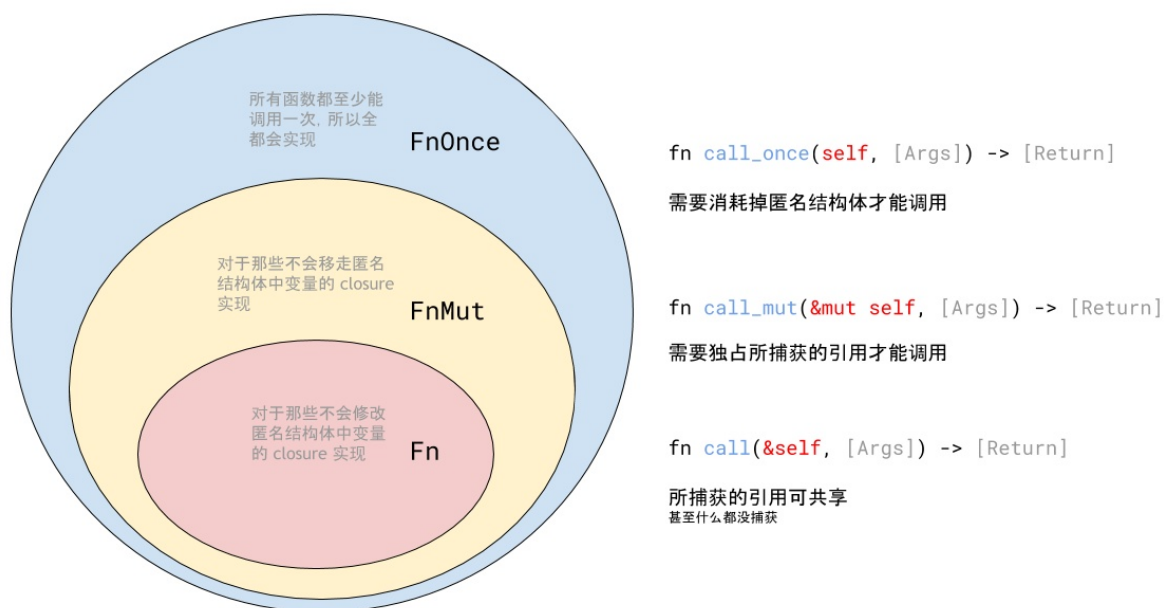 所有函数都至少能
调用一次, 所以全
都会实现
FnOnce
fn call_once(self, [Args]) -> [Return]
需要消耗掉匿名结构体才能调用
对于那些不会移走匿名
结构体中变量的 closure
实现
FnMut
fn call_mut(&mut self, [Args]) -> [Return]
需要独占所捕获的引用才能调用
对于那些不会修改
匿名结构体中变量
的 closure 实现
Fn
fn call(&self, [Args]) -> [Return]
所捕获的引用可共享
甚至什么都没捕获